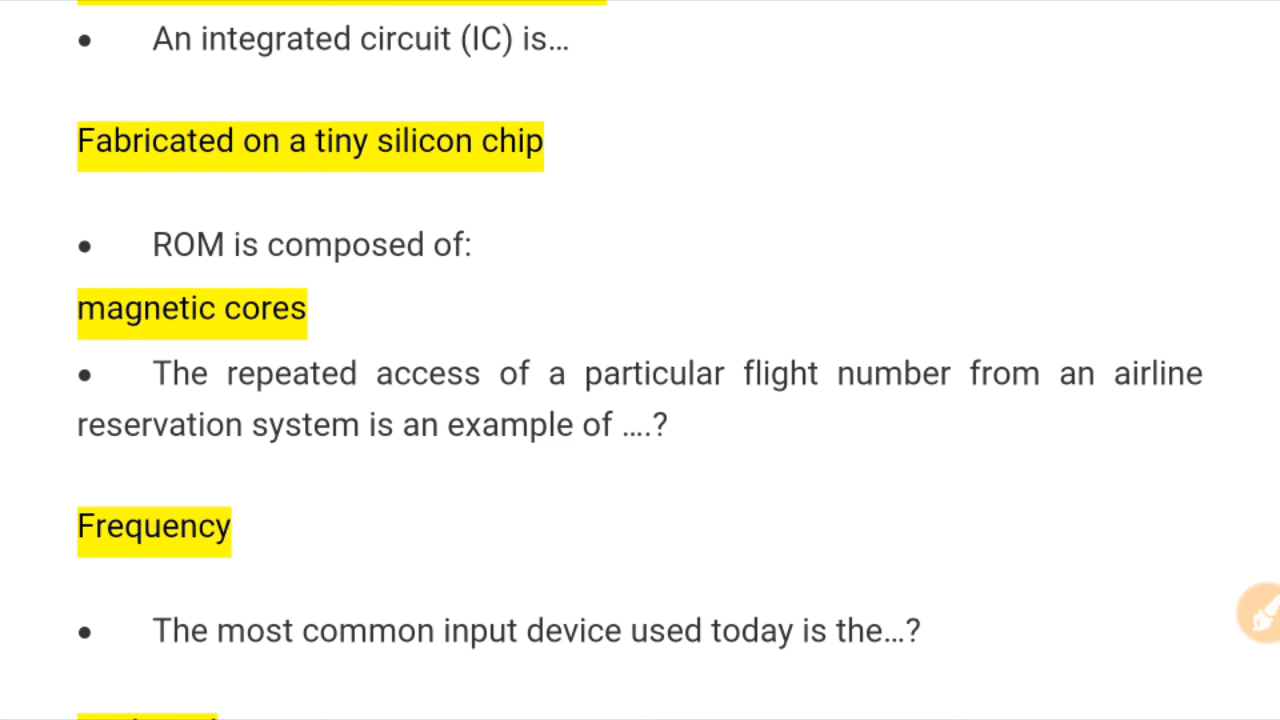 • An integrated circuit (IC) is...
Fabricated on a tiny silicon chip
• ROM is composed of:
magnetic cores
• The repeated access of a particular flight number from an airline
reservation system is an example of ....?
Frequency
• The most common input device used today is the...?